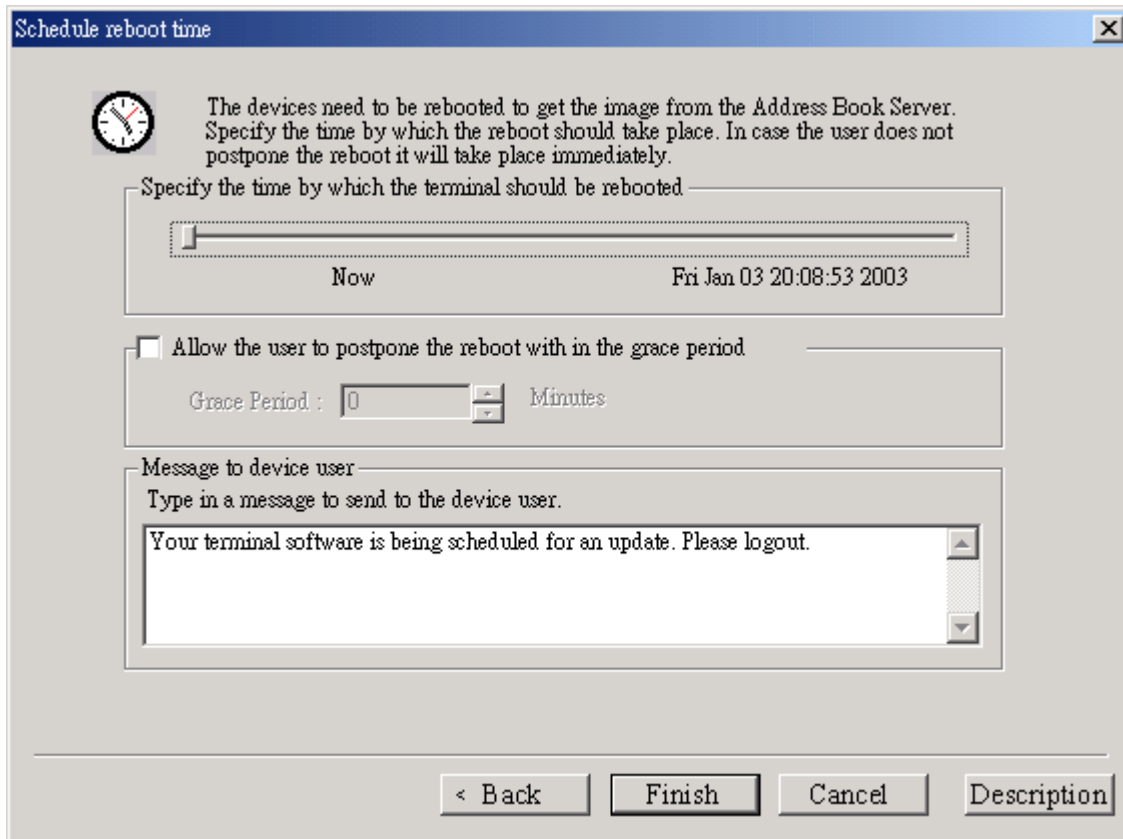 Schedule reboot time
The devices need to be rebooted to get the image from the Address Book Server.
Specify the time by which the reboot should take place. In case the user does not
postpone the reboot it will take place immediately.
Specify the time by which the terminal should be rebooted
Now Fri Jan 03 20:08:53 2003
Allow the user to postpone the reboot with in the grace period
Grace Period : 0 Minutes
Message to device user
Type in a message to send to the device user.
Your terminal software is being scheduled for an update. Please logout.
< Back Finish Cancel Description